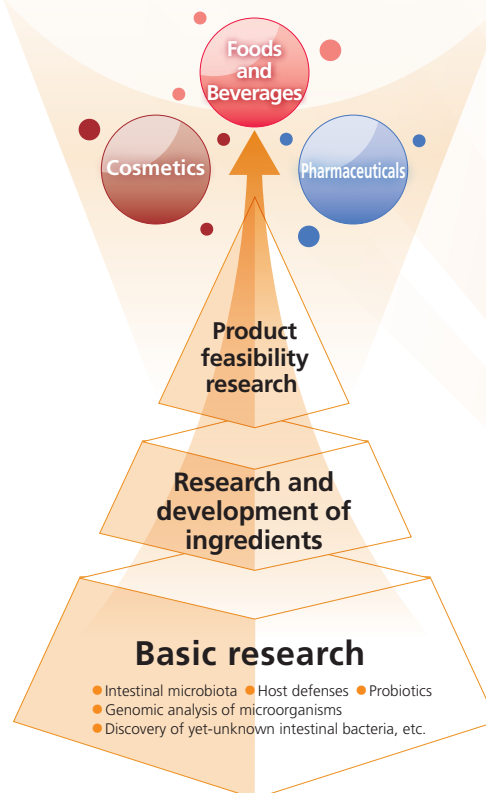 Foods
and
Beverages
Cosmetics
Pharmaceuticals
Product
feasibility
research
Research and
development of
ingredients
Basic research
● Intestinal microbiota ● Host defenses ● Probiotics
● Genomic analysis of microorganisms
● Discovery of yet-unknown intestinal bacteria, etc.